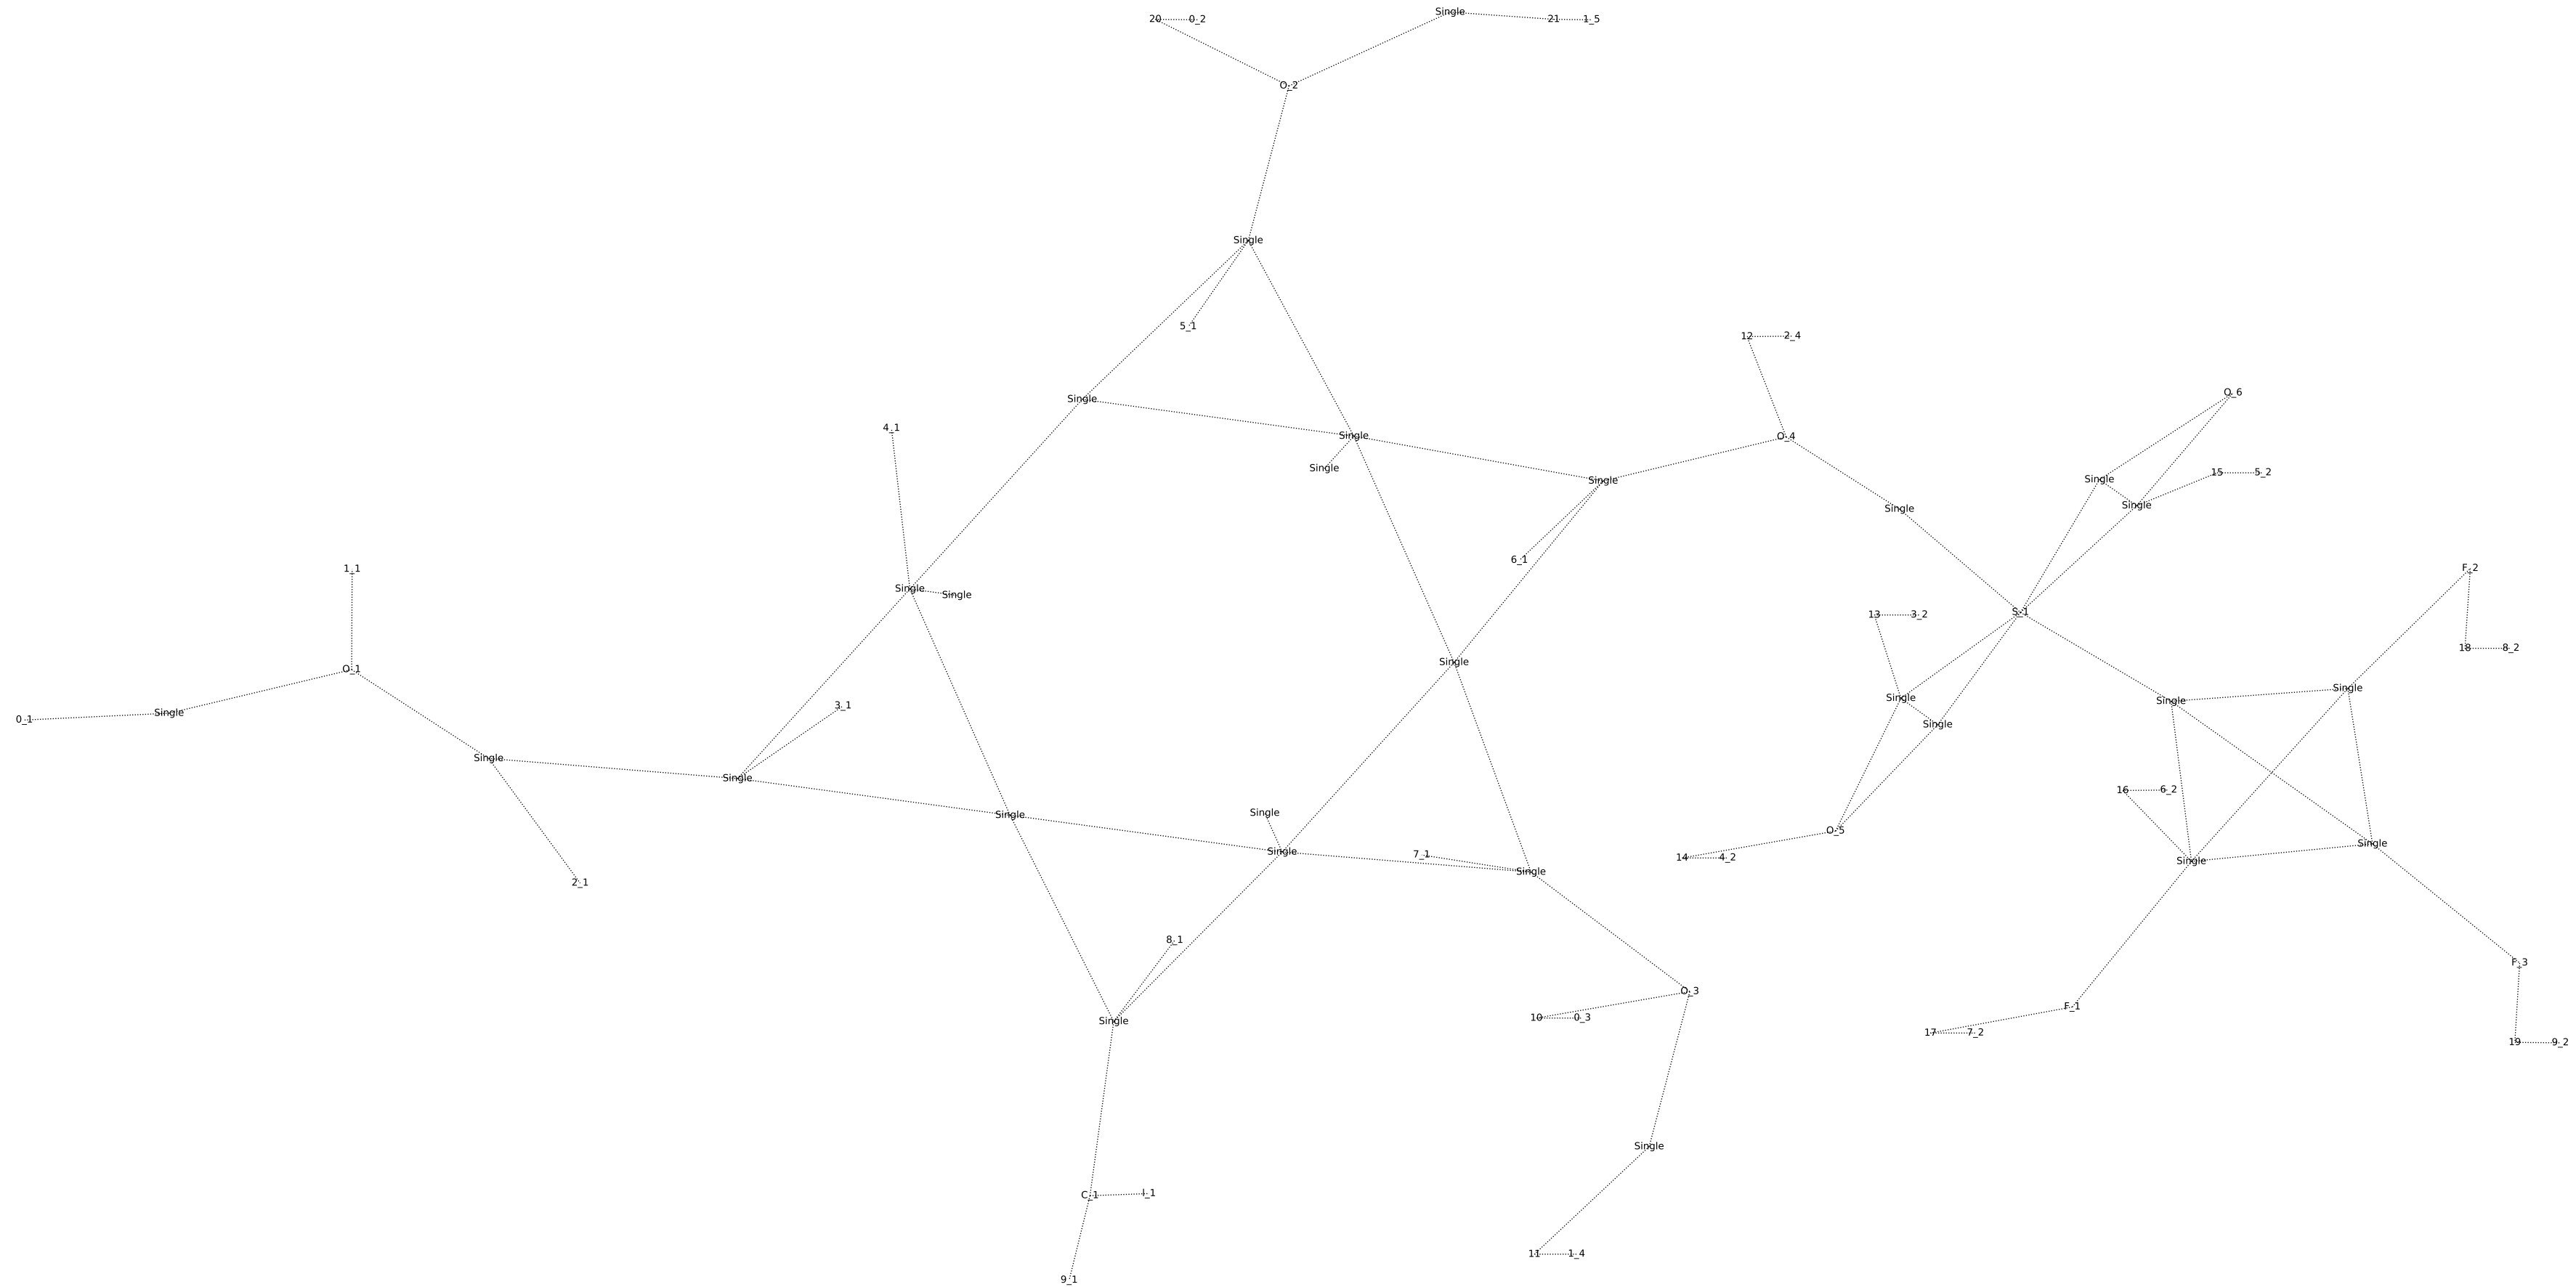 20 0_2
Single
21 1_5
O_2
Single
5_1
12 2_4
O_6
Single
4_1
Single
O_4
Single
15 5_2
Single
Single
Single
Single
6_1
1_1
F_2
Single
Single
13 3_2
S_1
18 8_2
Single
O_1
Single
Single
Single
3_1
0_1
Single
Single
Single
Single
16 6_2
Single
Single
O_5
Single
Single
7_1
14 4_2
Single
Single
2_1
8_1
F_3
O_3
F_1
10 0_3
Single
17 7_2
19 9_2
Single
C_1
I_1
11 1_4
9_1